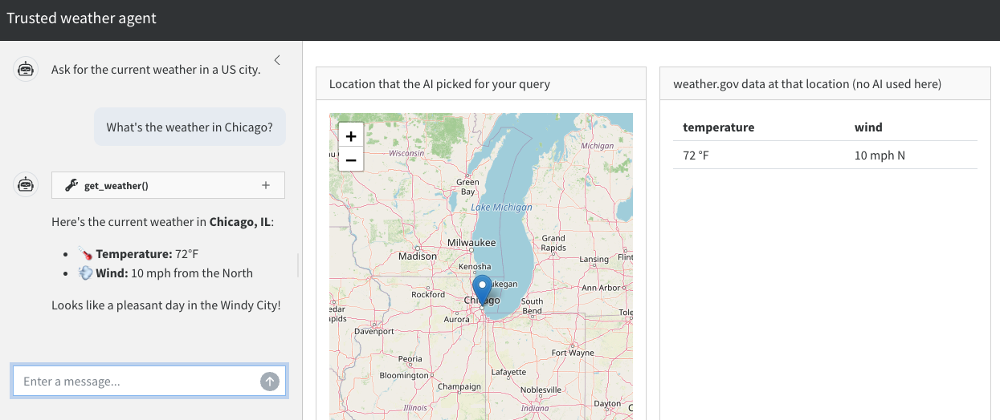 Trusted weather agent
Ask for the current weather in a US city.
What's the weather in Chicago?
get_weather()
+
Here's the current weather in Chicago, IL:
• Temperature: 72°F
• Wind: 10 mph from the North
Looks like a pleasant day in the Windy City!
Enter a message...
Location that the AI picked for your query
+
−
Wisconsin
Michigan
Green
Bay
Lake Michigan
Milwaukee
Grand
Rapids
Madison
Lansing
Flint
Kenosha
ukegan
Ann Arbor
Rockford
Chicago
South
Bend
Aurora
Davenport
Fort Wayne
Peoria
Lafayette
Bloomington
Champaign
Noblesville
Illinois
Indiana
Dayton
weather.gov data at that location (no AI used here)
temperature wind
72 °F 10 mph N